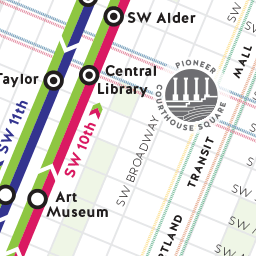 SW Alder
Taylor
Central
Library
PIONEER
COURTHOUSE SQUARE
MALL
TRANSIT
SW 11th
SW 10th
SW BROADWAY
Art
Museum